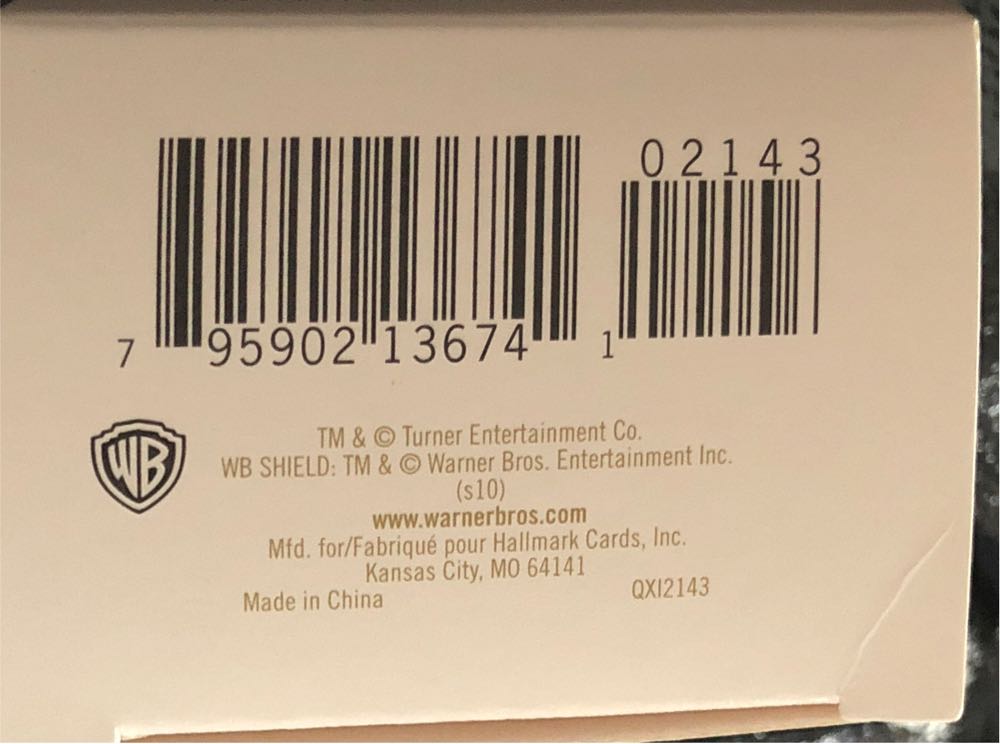 02143
7 95902 13674 1
WB
TM & © Turner Entertainment Co.
WB SHIELD: TM & © Warner Bros. Entertainment Inc.
(s10)
www.warnerbros.com
Mfd. for/Fabriqué pour Hallmark Cards, Inc.
Kansas City, MO 64141
Made in China QXI2143